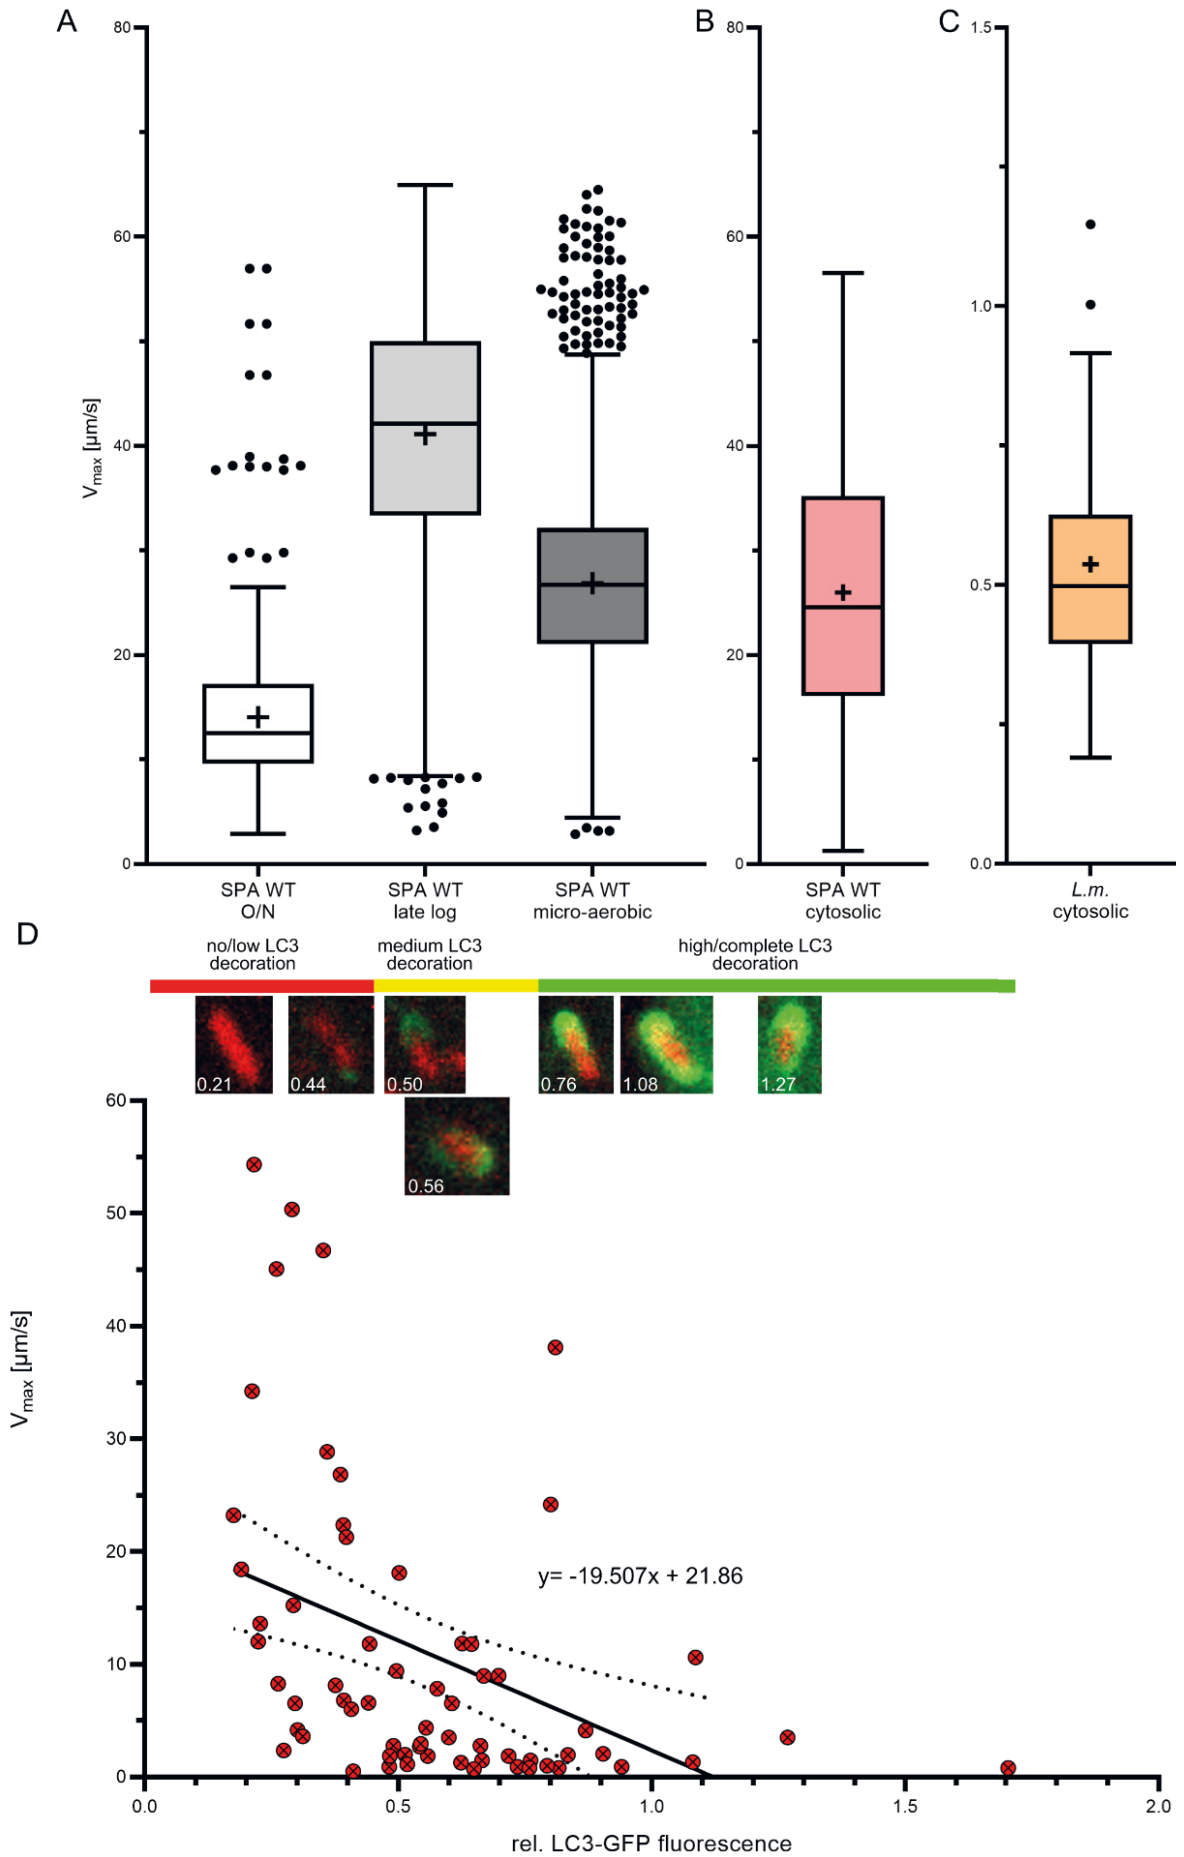 A
B
C
80
60
40
20
0
Vmax [µm/s]
SPA WT
O/N
SPA WT
late log
SPA WT
micro-aerobic
80
60
40
20
0
SPA WT
cytosolic
1.5
1.0
0.5
0.0
L.m.
cytosolic
D
no/low LC3
decoration
medium LC3
decoration
high/complete LC3
decoration
0.21
0.44
0.50
0.76
1.08
1.27
0.56
60
50
40
30
20
10
0
Vmax [µm/s]
y= -19.507x + 21.86
0.0
0.5
1.0
1.5
2.0
rel. LC3-GFP fluorescence